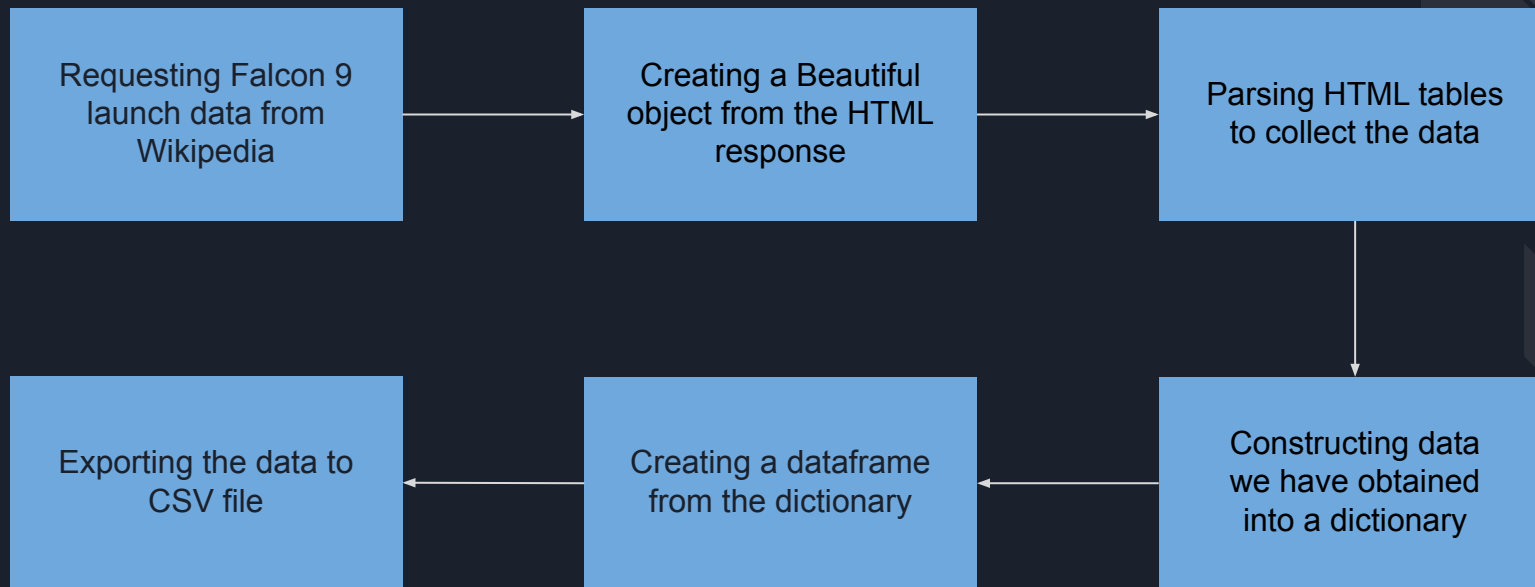 Requesting Falcon 9
launch data from
Wikipedia
Creating a Beautiful
object from the HTML
response
Parsing HTML tables
to collect the data
Constructing data
we have obtained
into a dictionary
Creating a dataframe
from the dictionary
Exporting the data to
CSV file